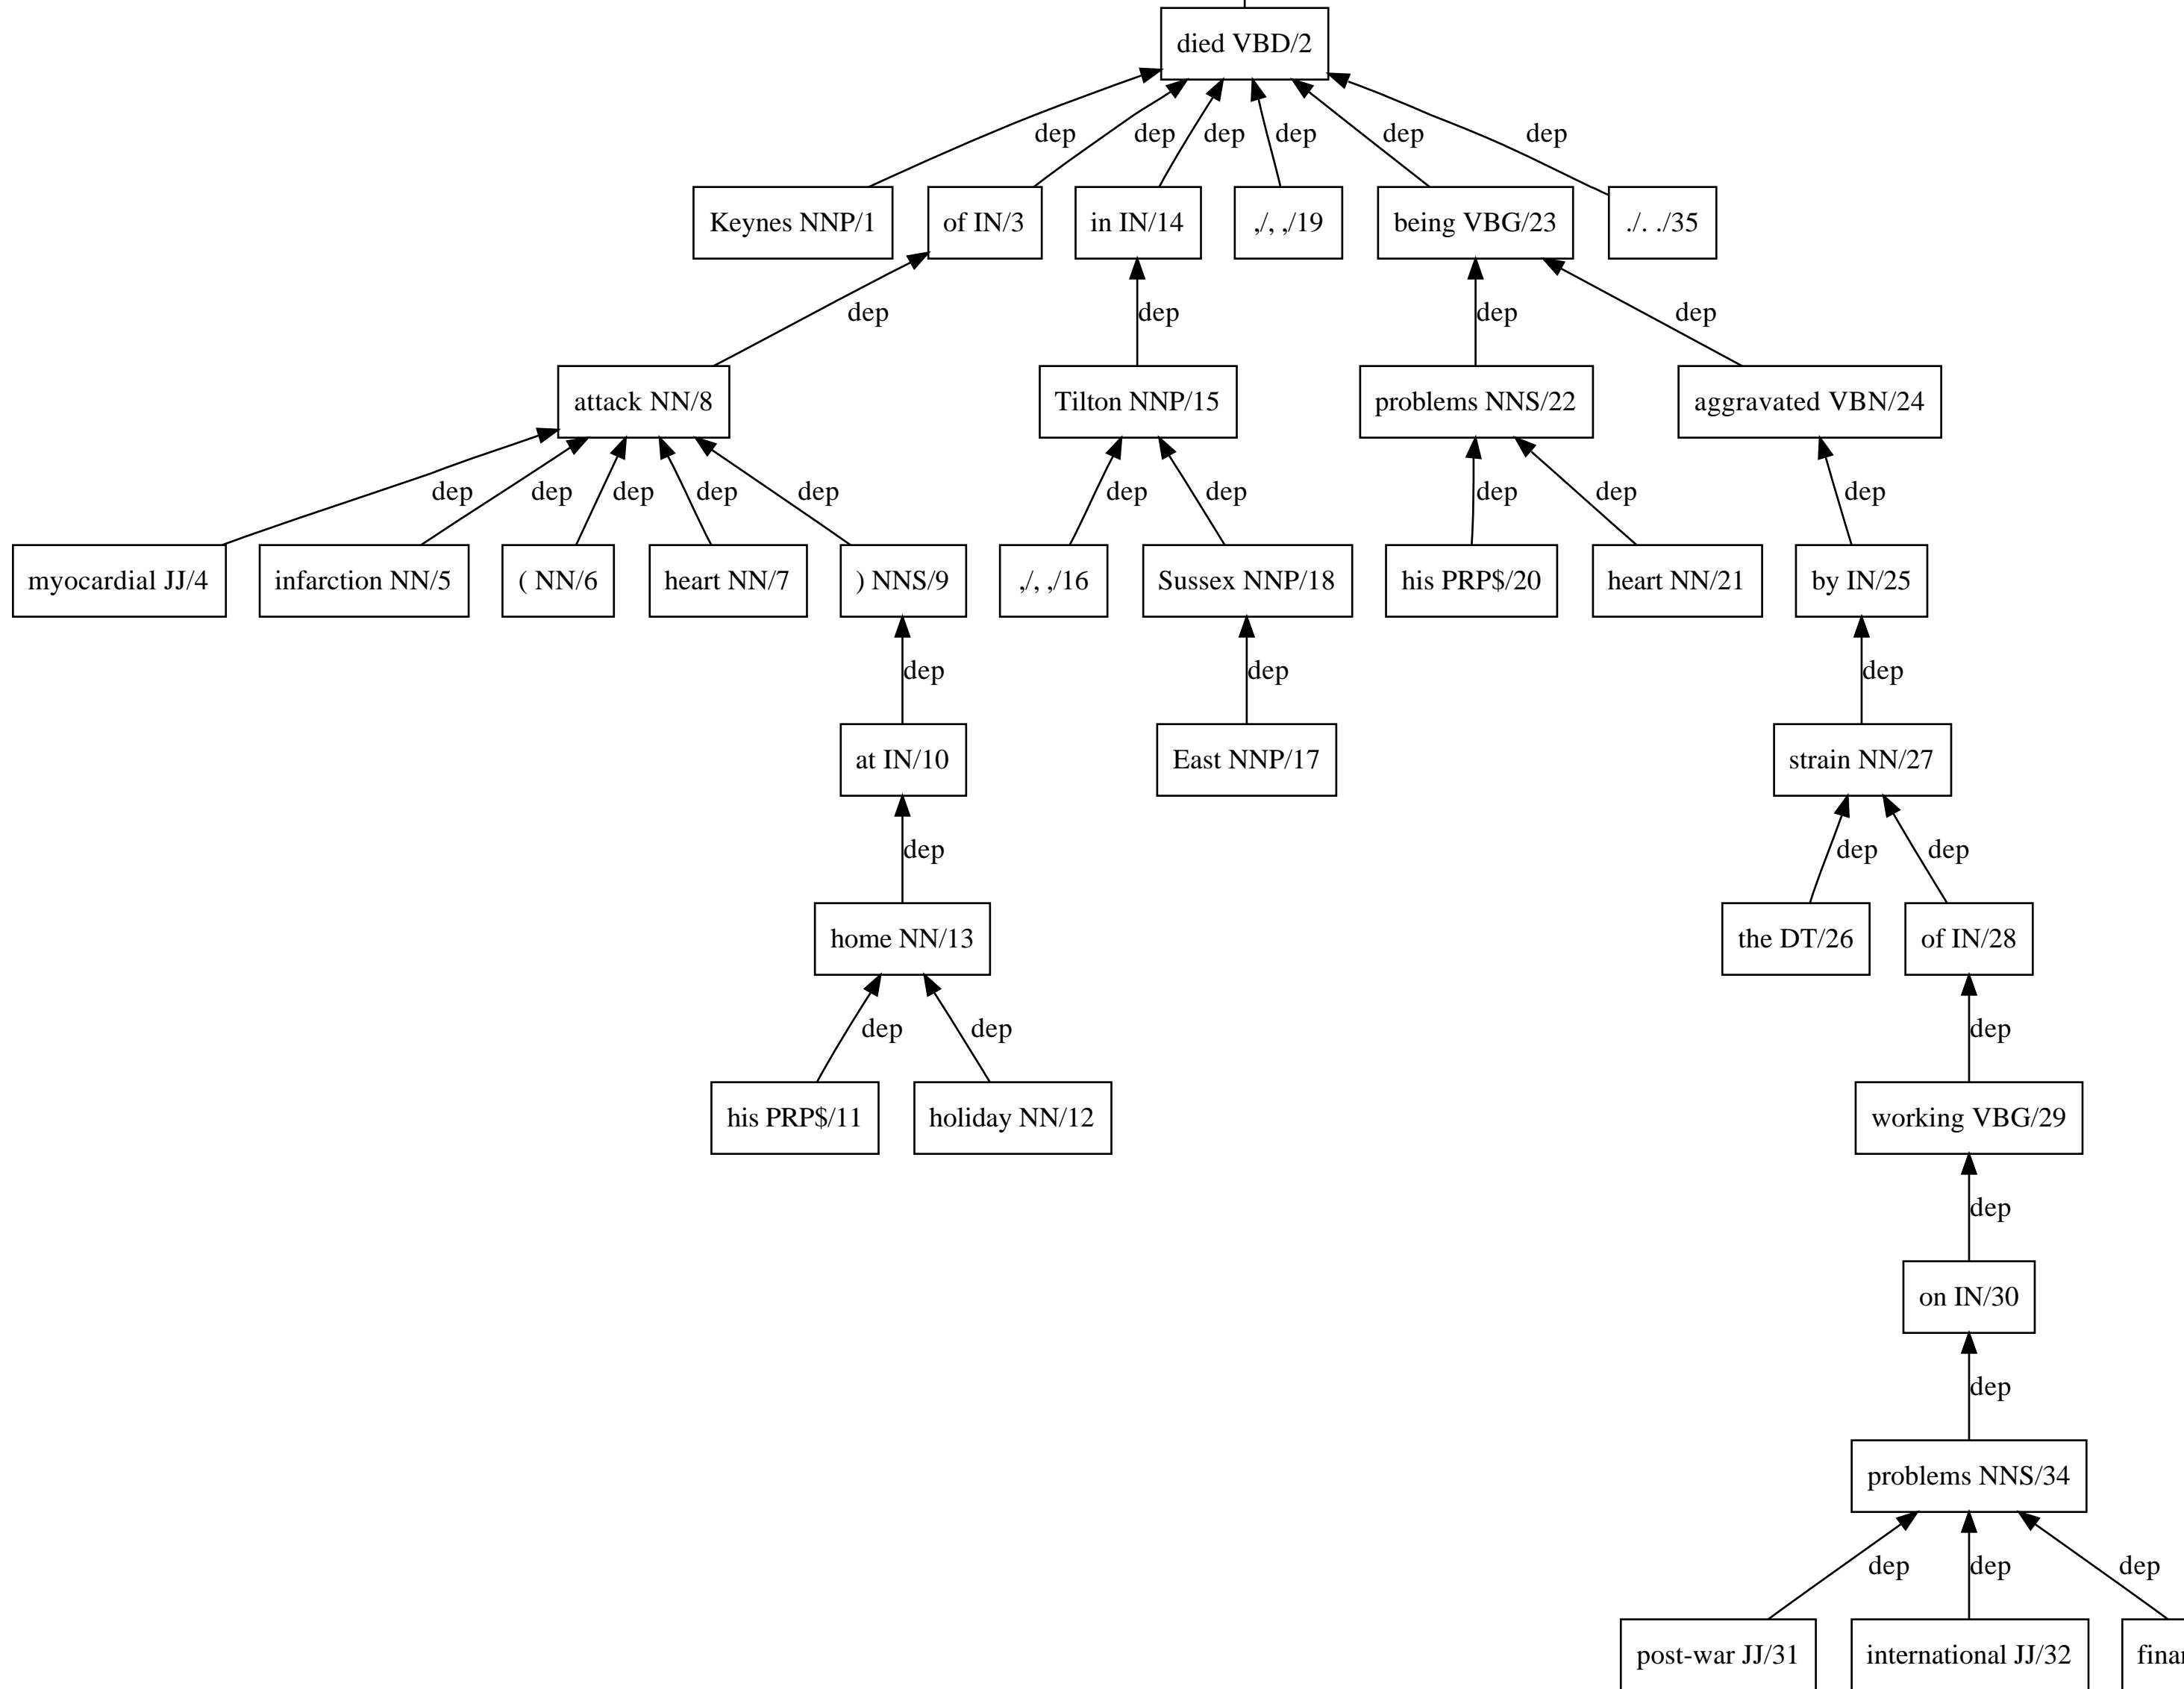 died VBD/2
dep dep dep dep dep dep
Keynes NNP/1 of IN/3 in IN/14 ,/, ,/19 being VBG/23 ./. ./35
dep dep dep dep
attack NN/8 Tilton NNP/15 problems NNS/22 aggravated VBN/24
dep dep dep dep dep dep dep dep dep dep
myocardial JJ/4 infarction NN/5 ( NN/6 heart NN/7 ) NNS/9 ,/, ,/16 Sussex NNP/18 his PRP$/20 heart NN/21 by IN/25
dep dep dep
at IN/10 East NNP/17 strain NN/27
dep dep dep
home NN/13 the DT/26 of IN/28
dep dep dep
his PRP$/11 holiday NN/12 working VBG/29
dep
on IN/30
dep
problems NNS/34
dep dep dep
post-war JJ/31 international JJ/32